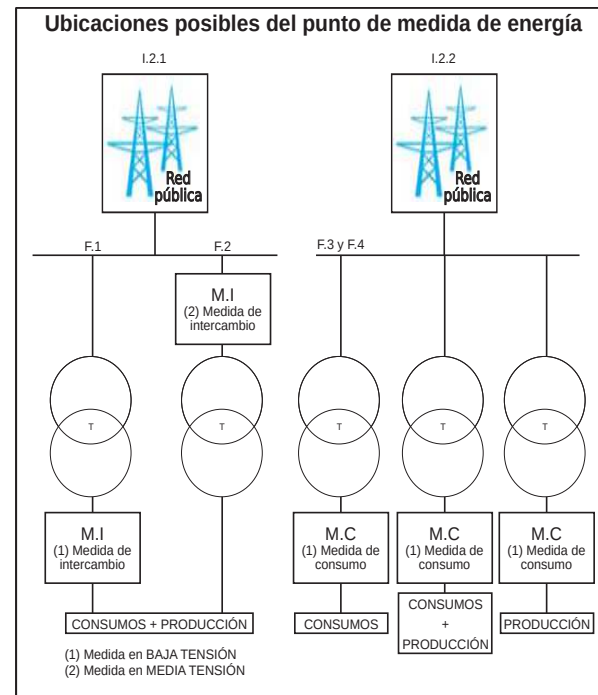 Ubicaciones posibles del punto de medida de energía
I.2.1
Red
pública
F.1
F.2
M.I
(2) Medida de
intercambio
T
T
M.I
(1) Medida de
intercambio
CONSUMOS + PRODUCCIÓN
(1) Medida en BAJA TENSIÓN
(2) Medida en MEDIA TENSIÓN
I.2.2
Red
pública
F.3 y F.4
T
T
T
M.C
(1) Medida de
consumo
M.C
(1) Medida de
consumo
M.C
(1) Medida de
consumo
CONSUMOS
CONSUMOS
+
PRODUCCIÓN
PRODUCCIÓN